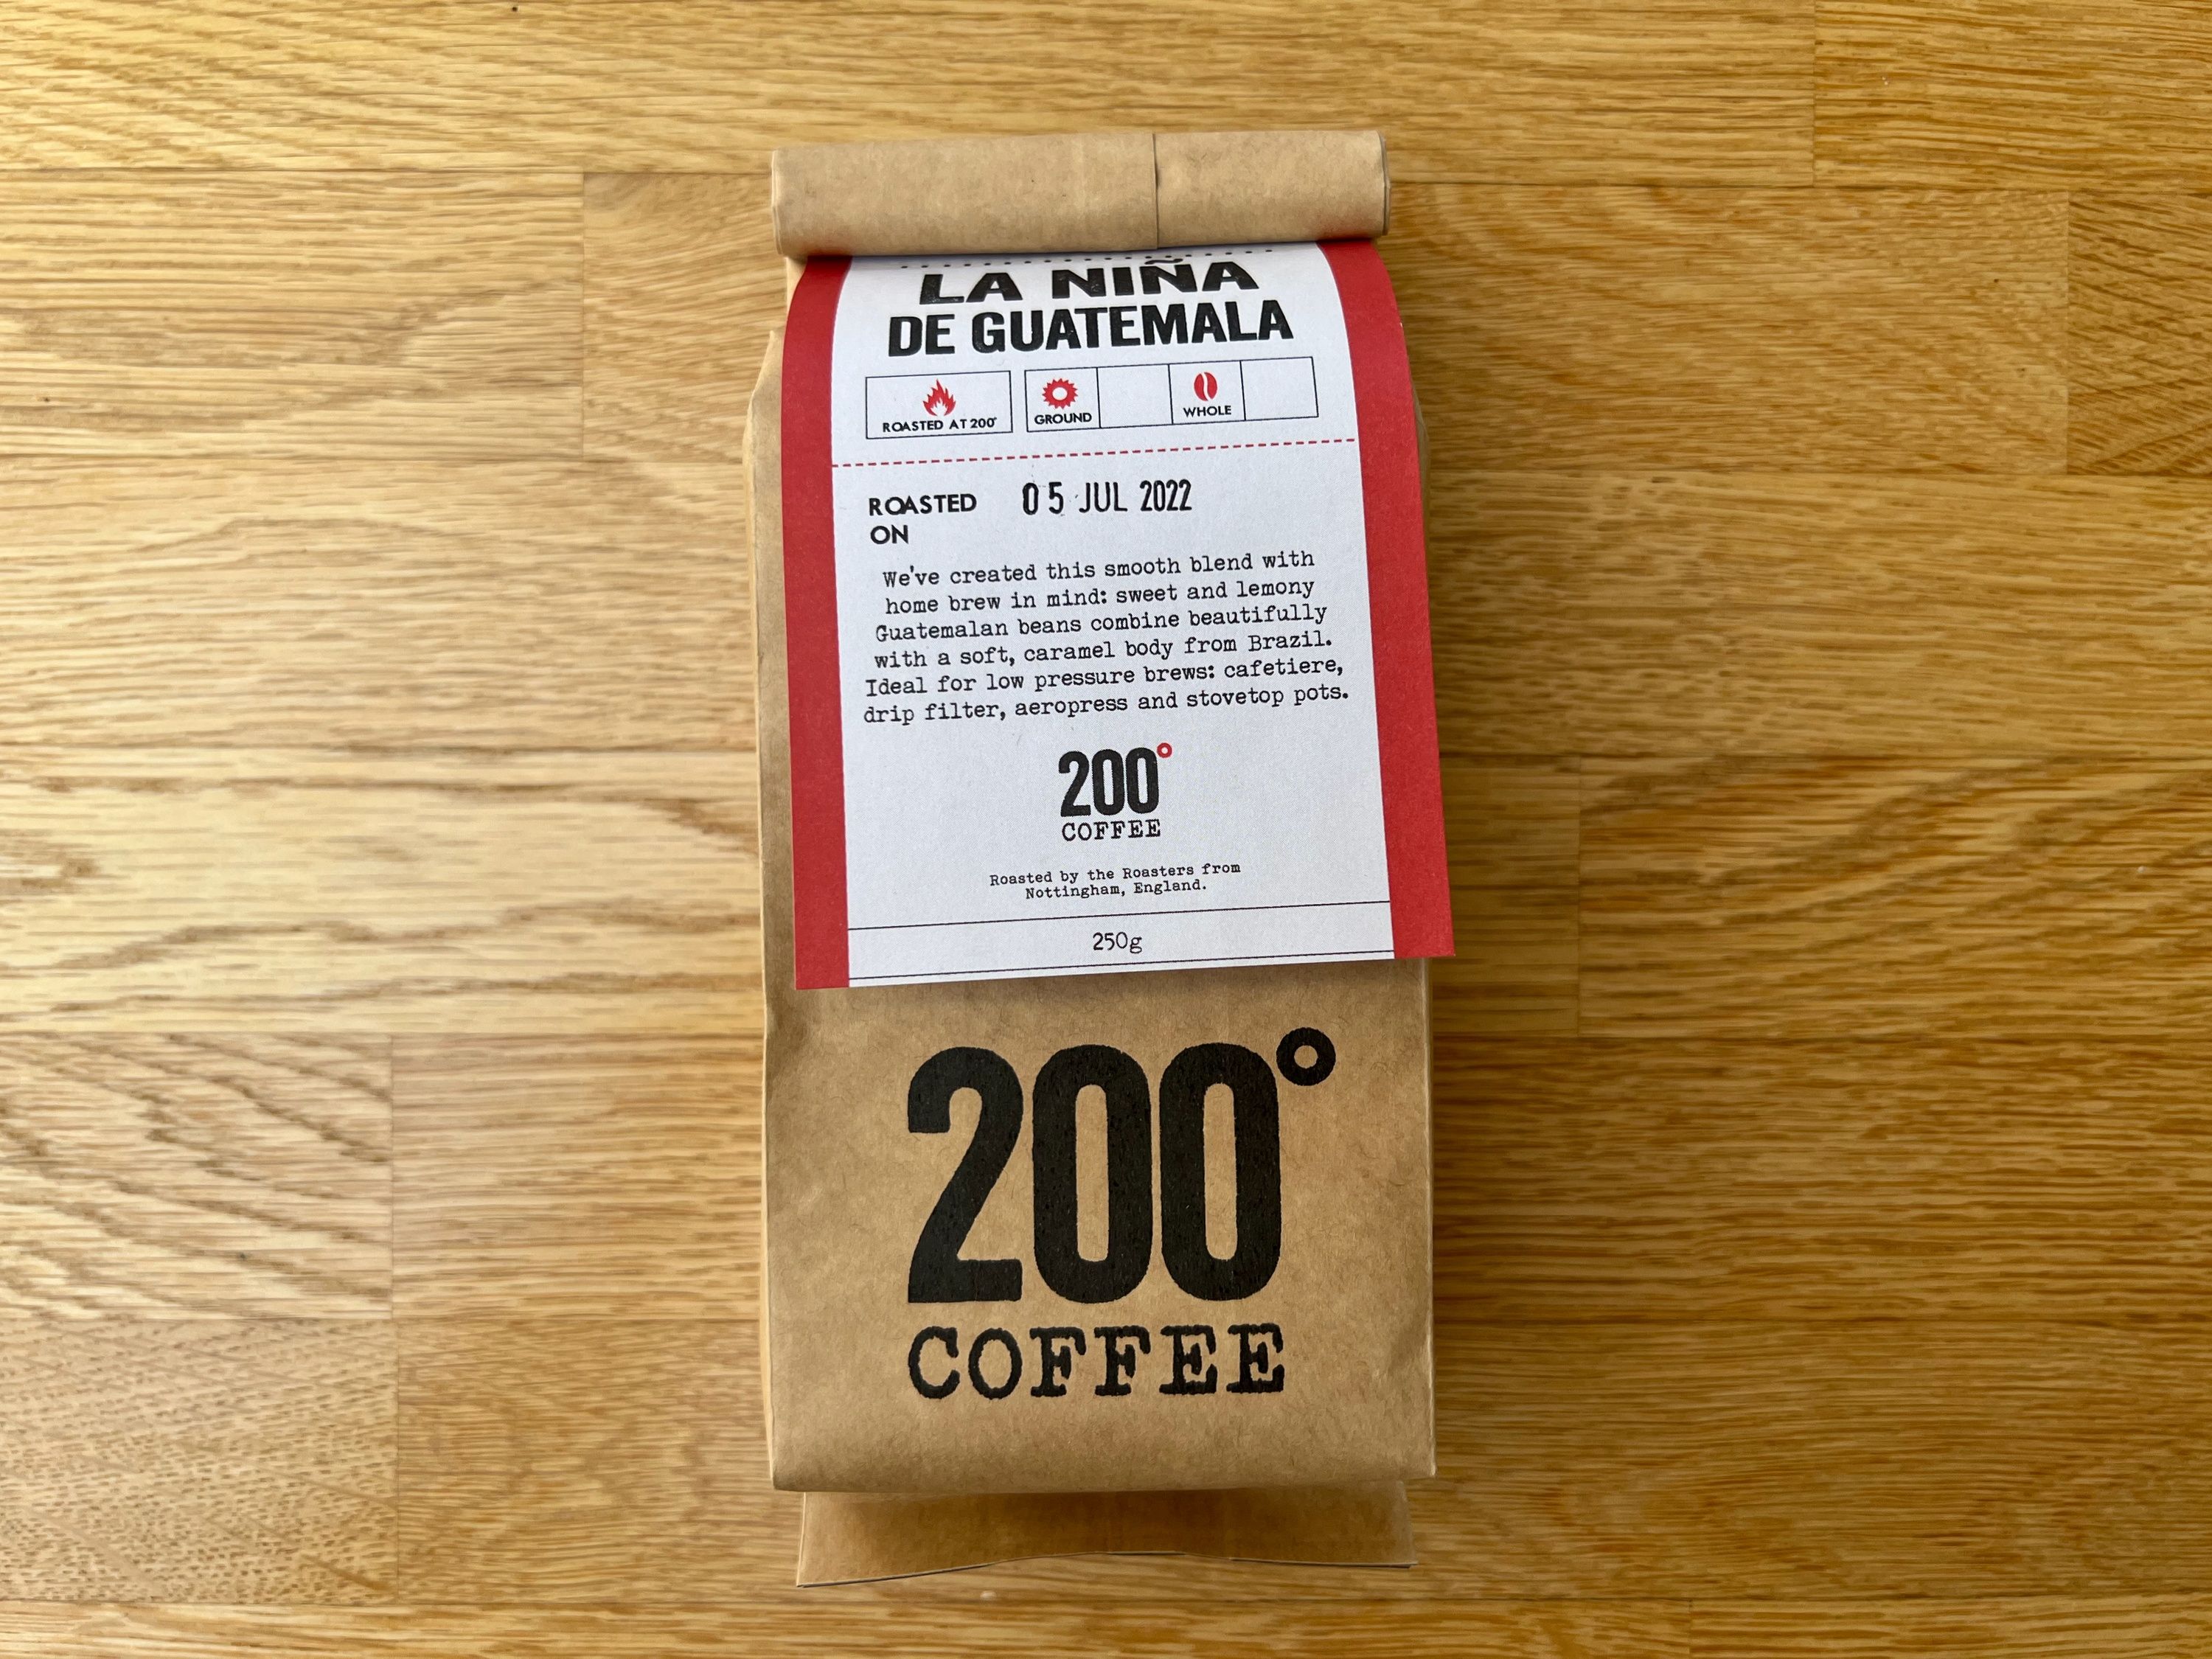 LA NIÑA
DE GUATEMALA
ROASTED AT 200°
GROUND
WHOLE
ROASTED ON
05 JUL 2022
We've created this smooth blend with
home brew in mind: sweet and lemony
Guatemalan beans combine beautifully
with a soft, caramel body from Brazil.
Ideal for low pressure brews: cafetiere,
drip filter, aeropress and stovetop pots.
200°
COFFEE
Roasted by the Roasters from
Nottingham, England.
250g
200°
COFFEE